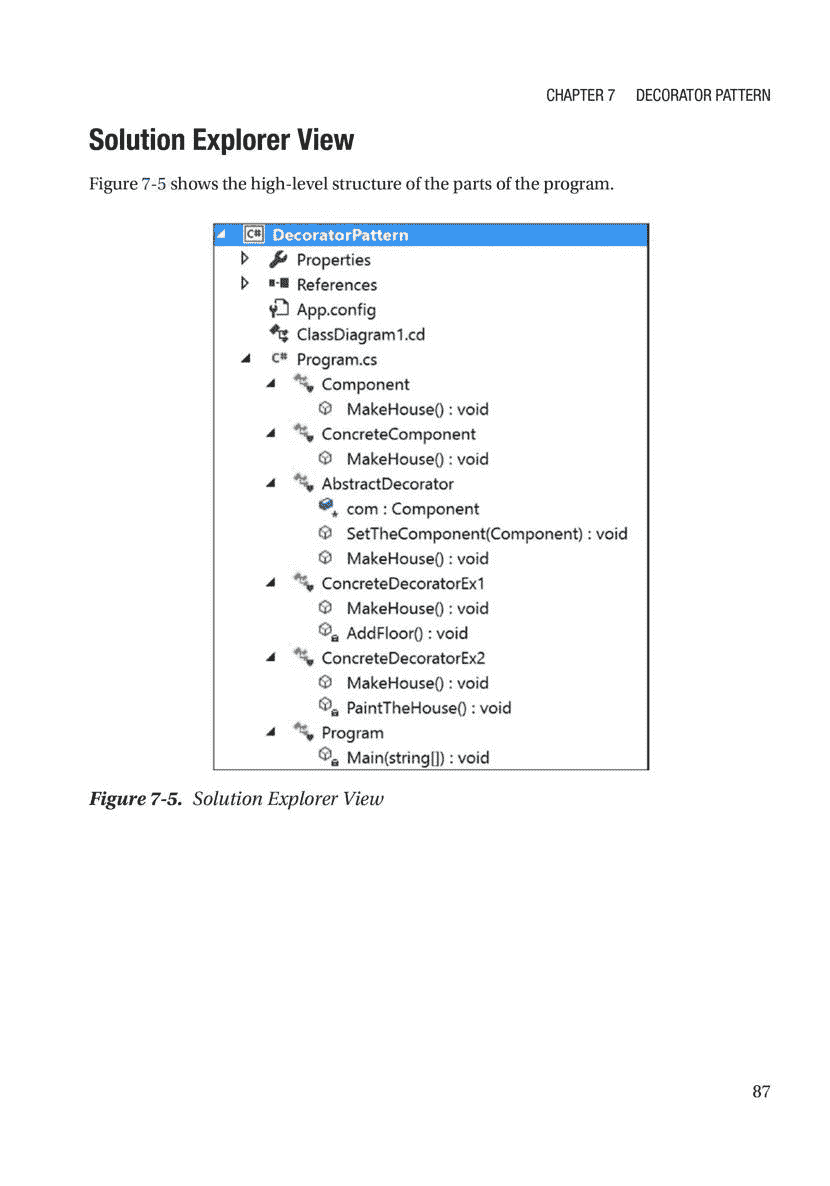 CHAPTER 7 DECORATOR PATTERN
Solution Explorer View
Figure 7-5 shows the high-level structure of the parts of the program.
C# DecoratorPattern
Properties
References
App.config
ClassDiagram1.cd
C# Program.cs
Component
MakeHouse() : void
ConcreteComponent
MakeHouse() : void
AbstractDecorator
com : Component
SetTheComponent(Component) : void
MakeHouse() : void
ConcreteDecoratorEx1
MakeHouse() : void
AddFloor() : void
ConcreteDecoratorEx2
MakeHouse() : void
PaintTheHouse() : void
Program
Main(string[]) : void
Figure 7-5. Solution Explorer View
87